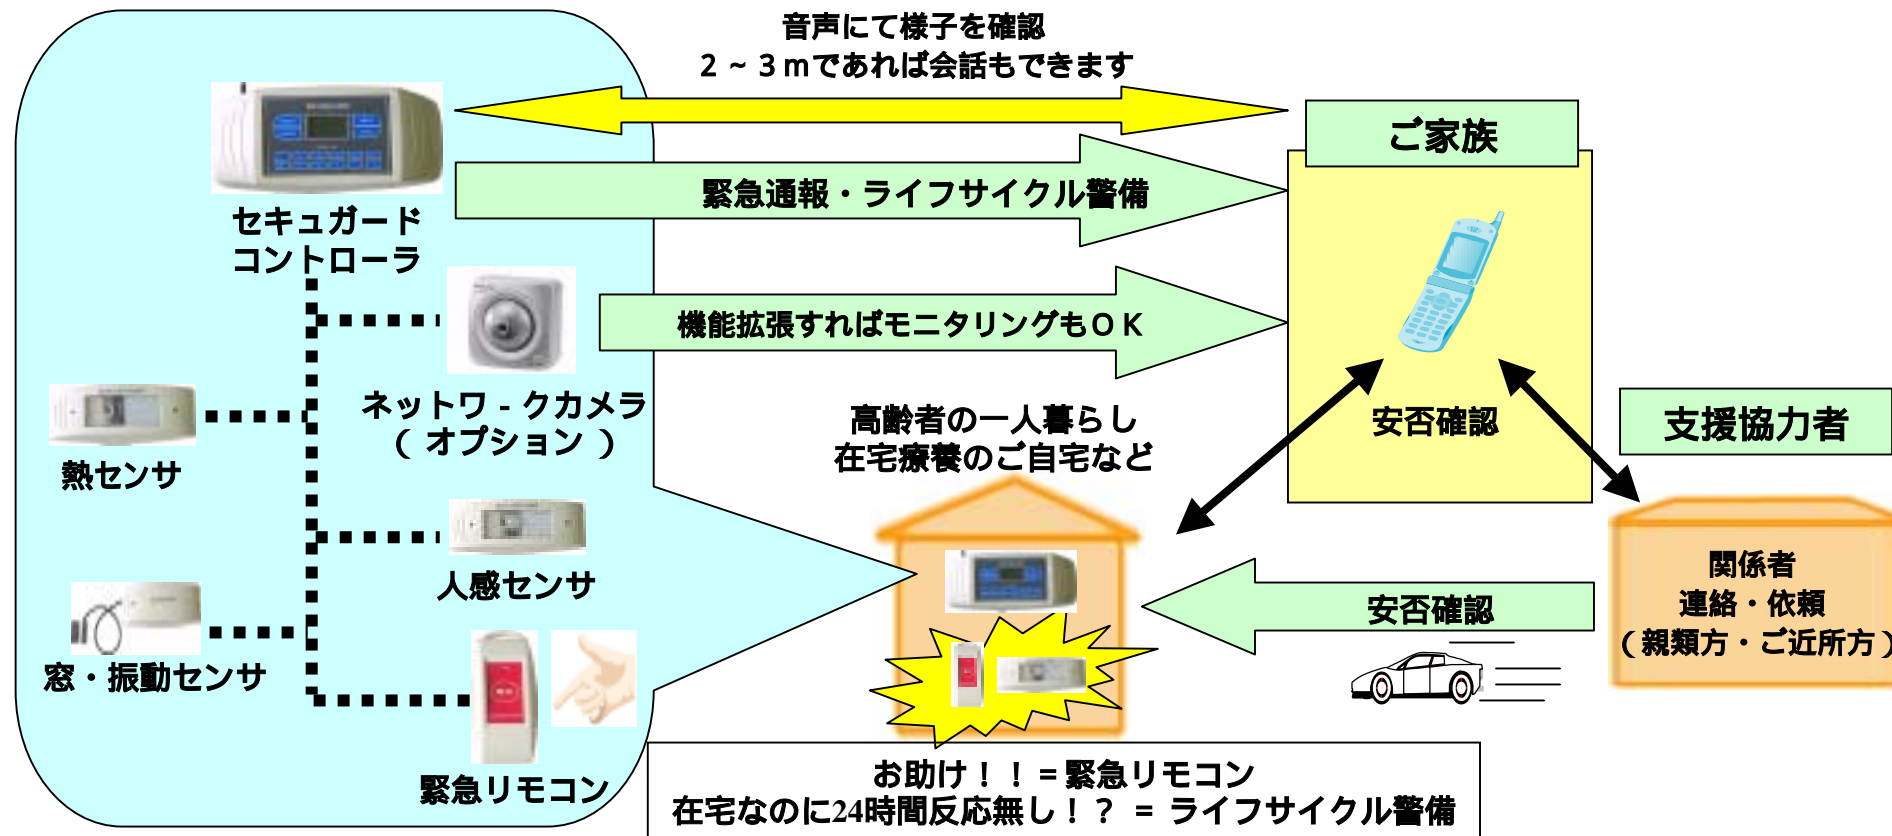 音声にて様子を確認
２~３ｍであれば会話もできます
ご家族
緊急通報・ライフサイクル警備
セキュガード
コントローラ
機能拡張すればモニタリングもＯＫ
ネットワ-クカメラ
（オプション）
熱センサ
高齢者の一人暮らし
在宅療養のご自宅など
安否確認
支援協力者
人感センサ
関係者
連絡・依頼
（親類方・ご近所方）
安否確認
窓・振動センサ
緊急リモコン
お助け！！=緊急リモコン
在宅なのに24時間反応無し！？ = ライフサイクル警備